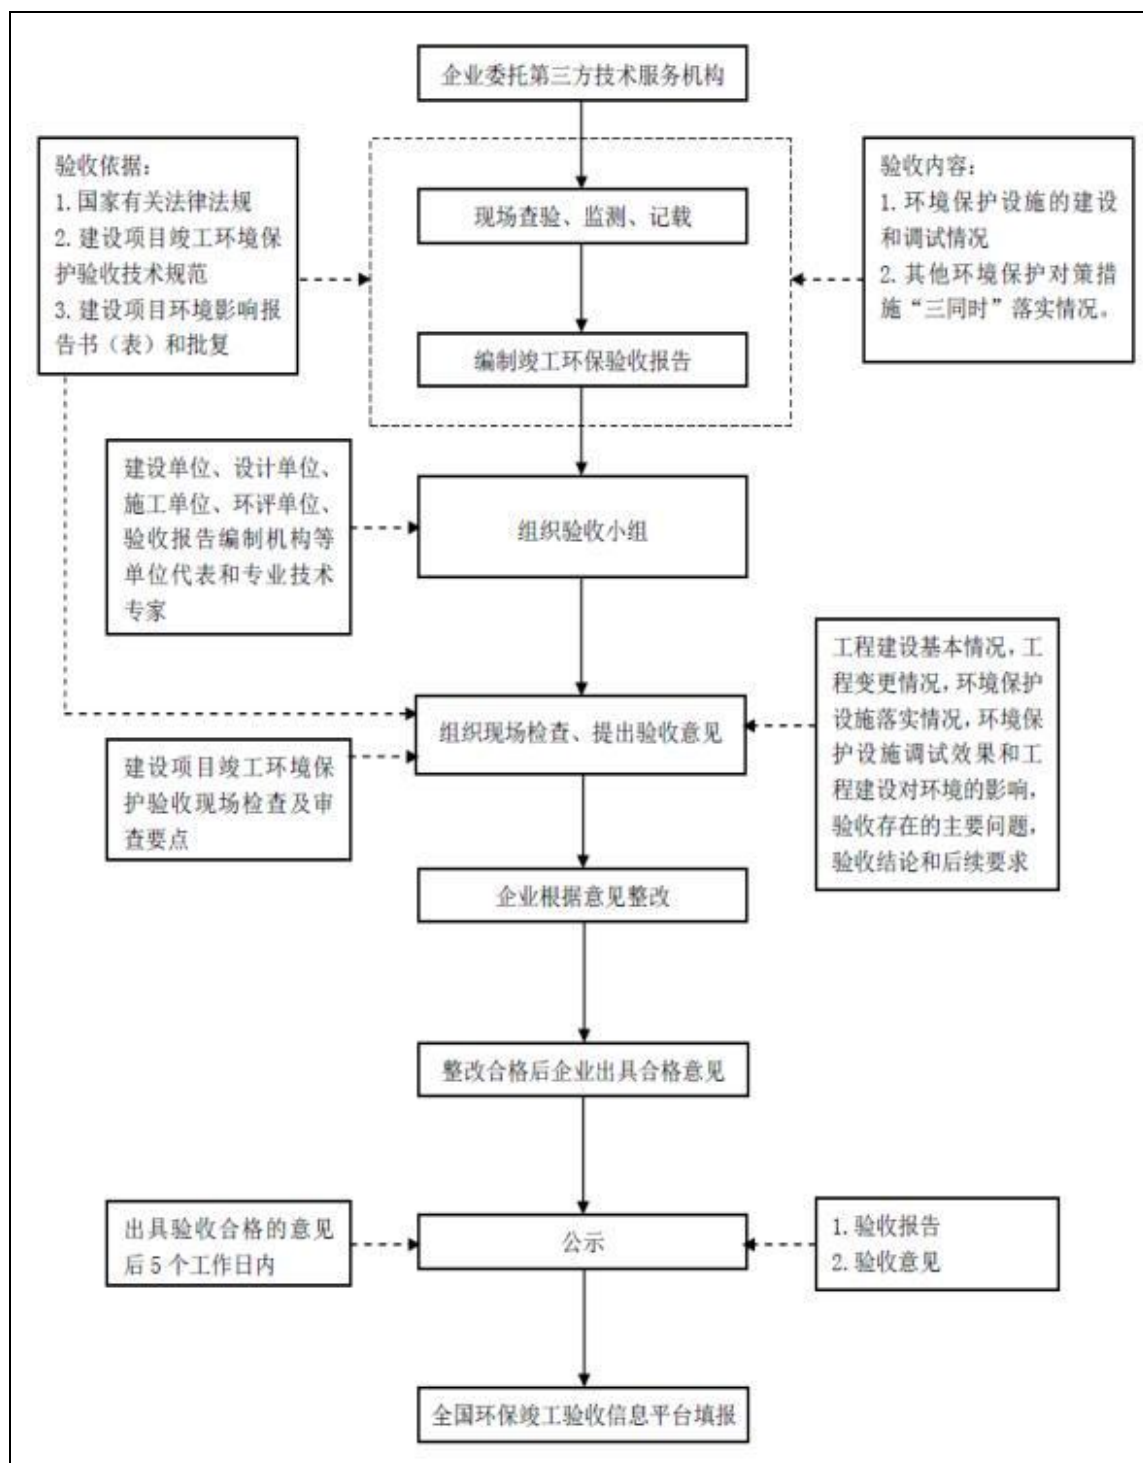 企业委托第三方技术服务机构
验收依据：
1.国家有关法律法规
2.建设项目竣工环境保
护验收技术规范
3.建设项目环境影响报
告书（表）和批复
现场查验、监测、记载
编制竣工环保验收报告
验收内容：
1.环境保护设施的建设
和调试情况
2.其他环境保护对策措
施“三同时”落实情况。
建设单位、设计单位、
施工单位、环评单位、
验收报告编制机构等
单位代表和专业技术
专家
组织验收小组
组织现场检查、提出验收意见
工程建设基本情况，工
程变更情况，环境保护
设施落实情况，环境保
护设施调试效果和工
程建设对环境的影响，
验收存在的主要问题，
验收结论和后续要求
建设项目竣工环境保
护验收现场检查及审
查要点
企业根据意见整改
整改合格后企业出具合格意见
出具验收合格的意见
后5个工作日内
公示
1.验收报告
2.验收意见
全国环保竣工验收信息平台填报